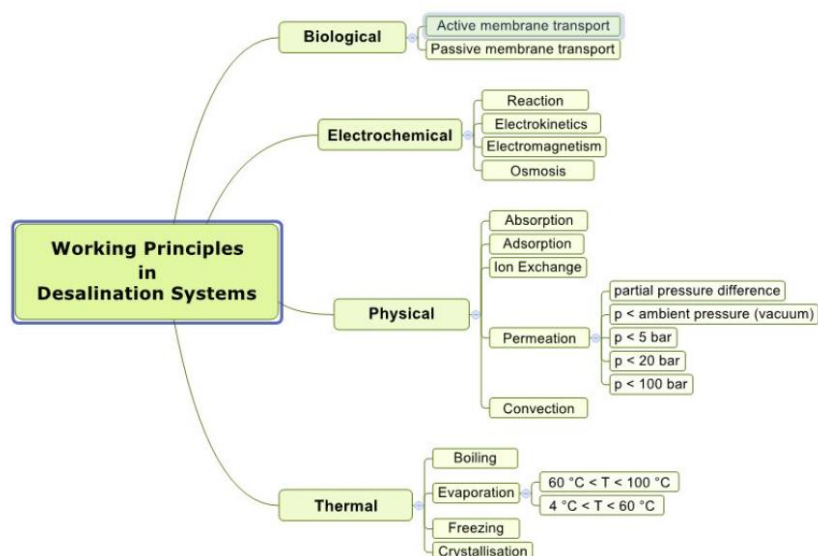 Working Principles
in
Desalination Systems
Biological
Active membrane transport
Passive membrane transport
Electrochemical
Reaction
Electrokinetics
Electromagnetism
Osmosis
Physical
Absorption
Adsorption
Ion Exchange
Permeation
partial pressure difference
p < ambient pressure (vacuum)
p < 5 bar
p < 20 bar
p < 100 bar
Convection
Thermal
Boiling
Evaporation
60 °C < T < 100 °C
4 °C < T < 60 °C
Freezing
Crystallisation